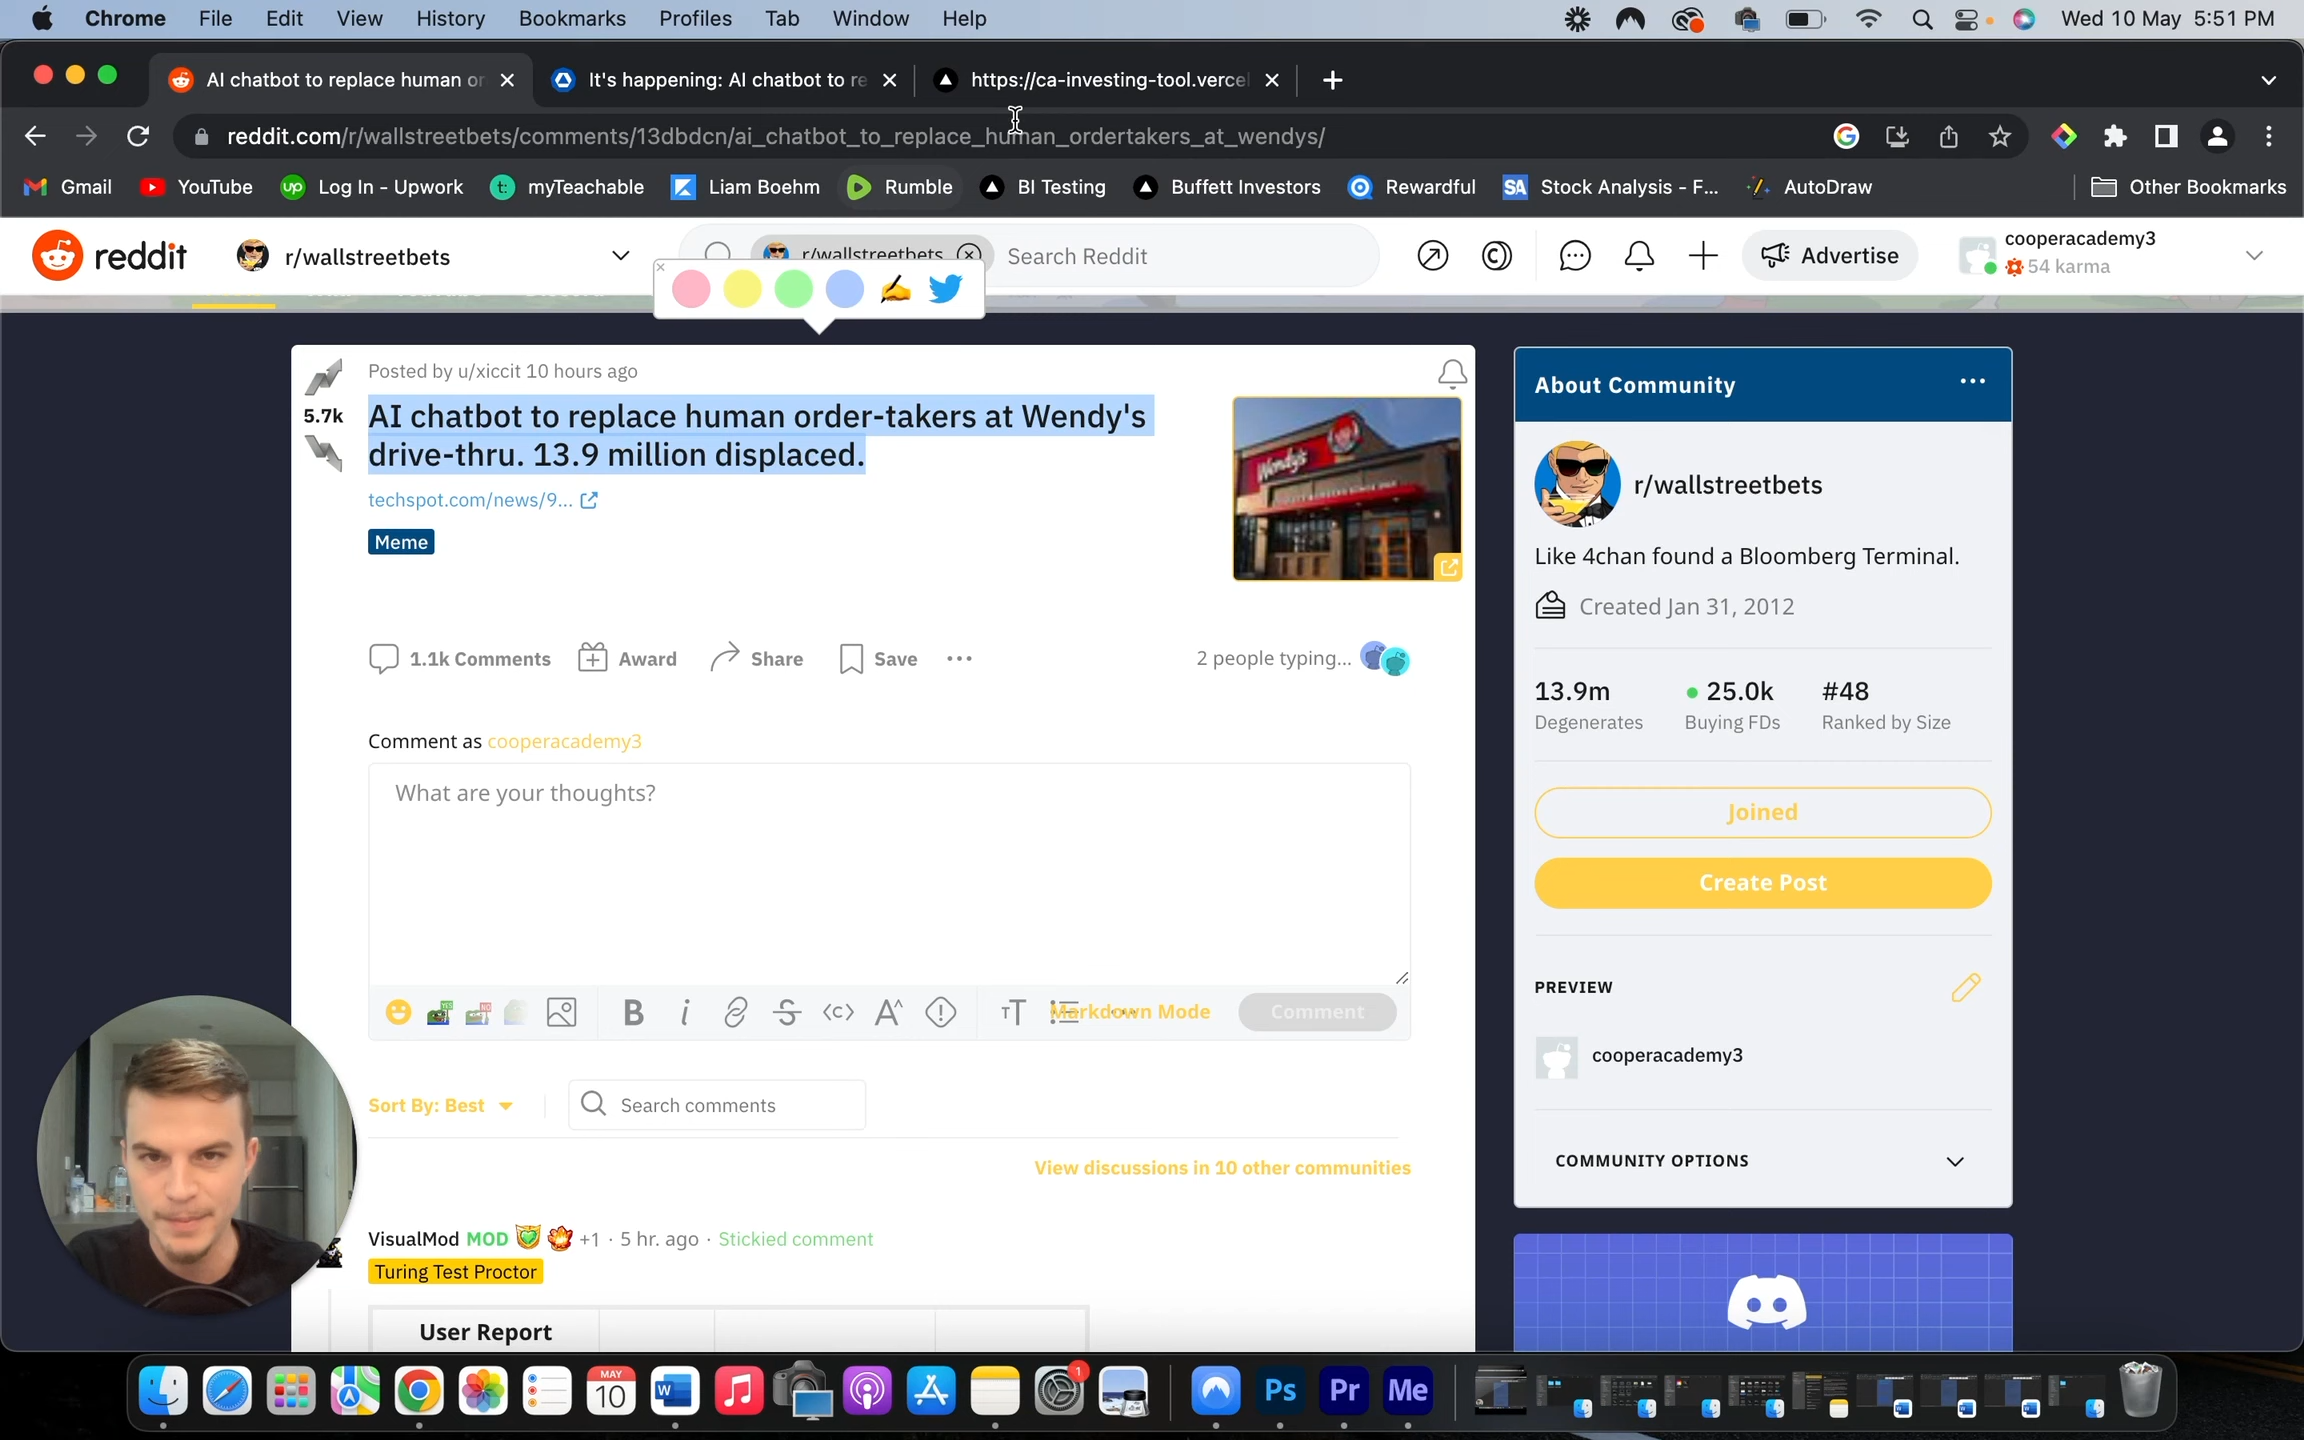 Chrome File Edit View History Bookmarks Profiles Tab Window Help
Wed 10 May 5:51 PM
AI chatbot to replace human or
It's happening: AI chatbot to re
https://ca-investing-tool.vercel
reddit.com/r/wallstreetbets/comments/13dbdcn/ai_chatbot_to_replace_human_ordertakers_at_wendys/
Gmail YouTube Log In - Upwork myTeachable Liam Boehm Rumble BI Testing Buffett Investors Rewardful Stock Analysis - F... AutoDraw Other Bookmarks
reddit r/wallstreetbets
r/wallstreetbets Search Reddit
Advertise
cooperacademy3
54 karma
Posted by u/xiccit 10 hours ago
5.7k
AI chatbot to replace human order-takers at Wendy's
drive-thru. 13.9 million displaced.
techspot.com/news/9...
Meme
Wendy's
1.1k Comments Award Share Save
2 people typing...
Comment as cooperacademy3
What are your thoughts?
Markdown Mode
Comment
Sort By: Best
Search comments
View discussions in 10 other communities
VisualMod MOD +1 · 5 hr. ago · Stickied comment
Turing Test Proctor
User Report
About Community
r/wallstreetbets
Like 4chan found a Bloomberg Terminal.
Created Jan 31, 2012
13.9m 25.0k #48
Degenerates Buying FDs Ranked by Size
Joined
Create Post
PREVIEW
cooperacademy3
COMMUNITY OPTIONS
MAY
10
W
1
Ps Pr Me